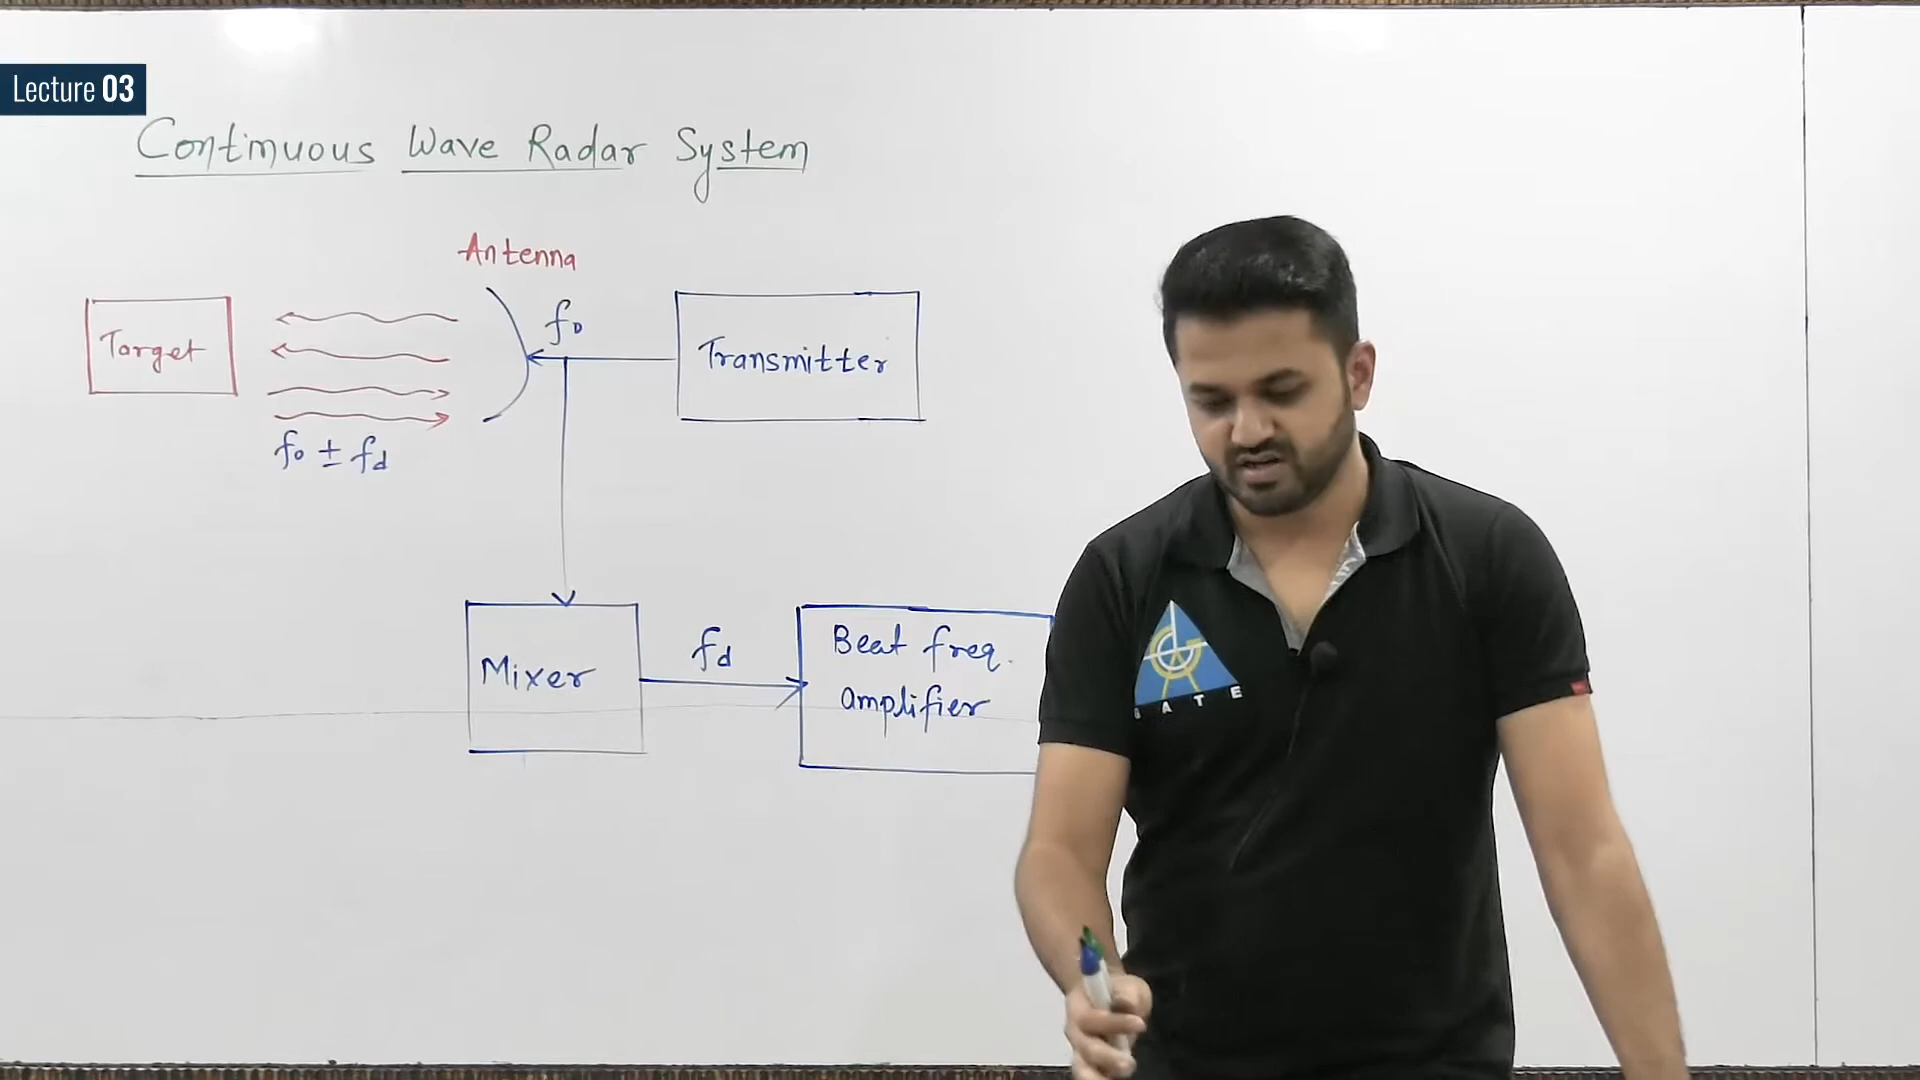 Lecture 03
Continuous Wave Radar System
Antenna
Target
f₀
Transmitter
f₀ ± fd
Mixer
fd
Beat freq.
amplifier
GATE